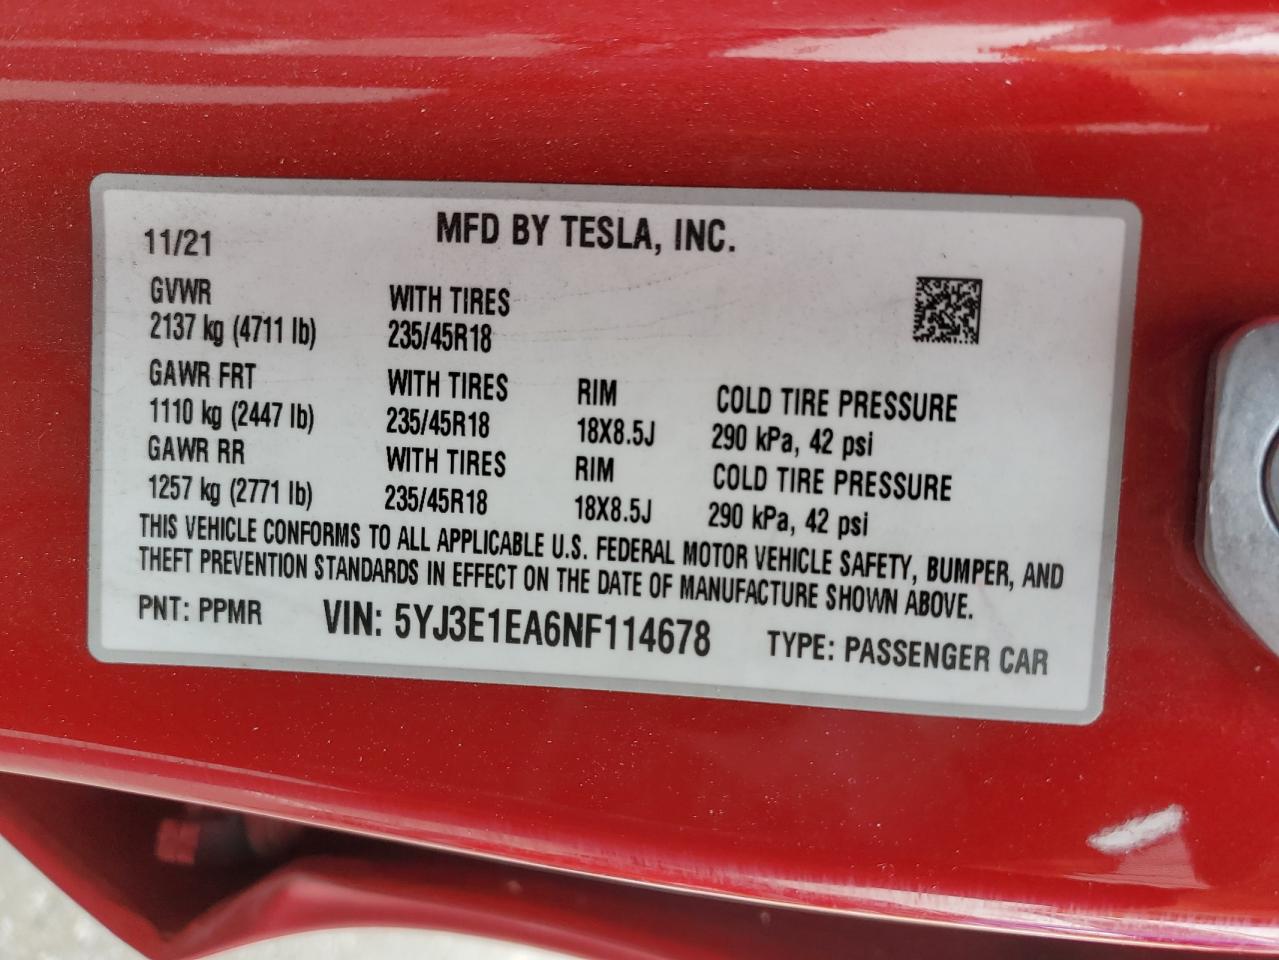 MFD BY TESLA, INC.
11/21
GVWR WITH TIRES
2137 kg (4711 lb) 235/45R18
GAWR FRT WITH TIRES RIM COLD TIRE PRESSURE
1110 kg (2447 lb) 235/45R18 18X8.5J 290 kPa, 42 psi
GAWR RR WITH TIRES RIM COLD TIRE PRESSURE
1257 kg (2771 lb) 235/45R18 18X8.5J 290 kPa, 42 psi
THIS VEHICLE CONFORMS TO ALL APPLICABLE U.S. FEDERAL MOTOR VEHICLE SAFETY, BUMPER, AND
THEFT PREVENTION STANDARDS IN EFFECT ON THE DATE OF MANUFACTURE SHOWN ABOVE.
PNT: PPMR VIN: 5YJ3E1EA6NF114678 TYPE: PASSENGER CAR